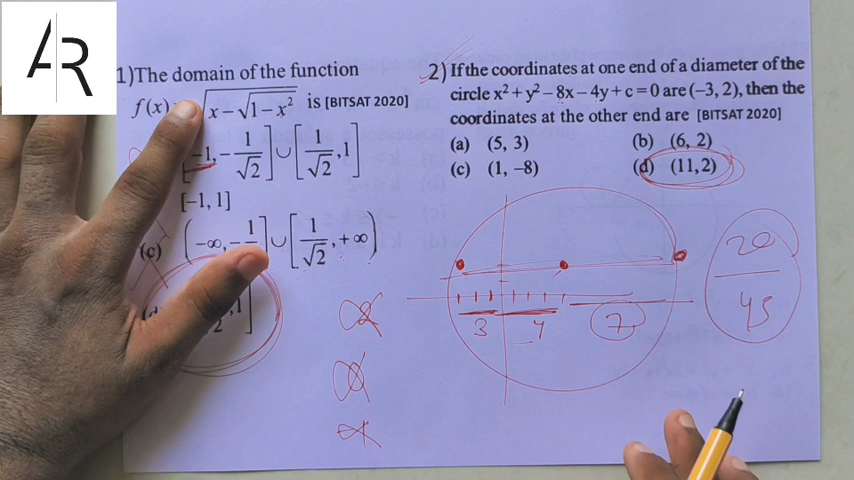 AR
1) The domain of the function
f(x) = √(x − √(1 − x²)) is [BITSAT 2020]
[−1, −1/√2] ∪ [1/√2, 1]
[−1, 1]
(c) (−∞, −1/ ] ∪ [1/√2, +∞)
, 1]
2) If the coordinates at one end of a diameter of the
circle x² + y² − 8x − 4y + c = 0 are (−3, 2), then the
coordinates at the other end are [BITSAT 2020]
(a) (5, 3) (b) (6, 2)
(c) (1, −8) (d) (11, 2)
3 4 7
20
45